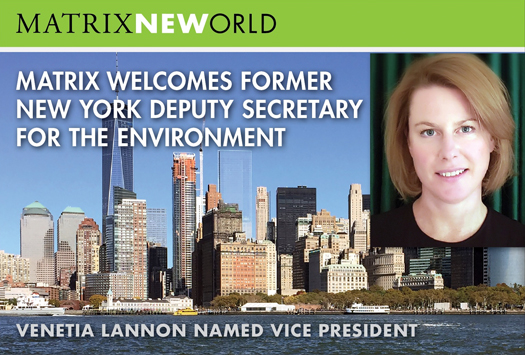 MATRIXNEWORLD
MATRIX WELCOMES FORMER
NEW YORK DEPUTY SECRETARY
FOR THE ENVIRONMENT
VENETIA LANNON NAMED VICE PRESIDENT